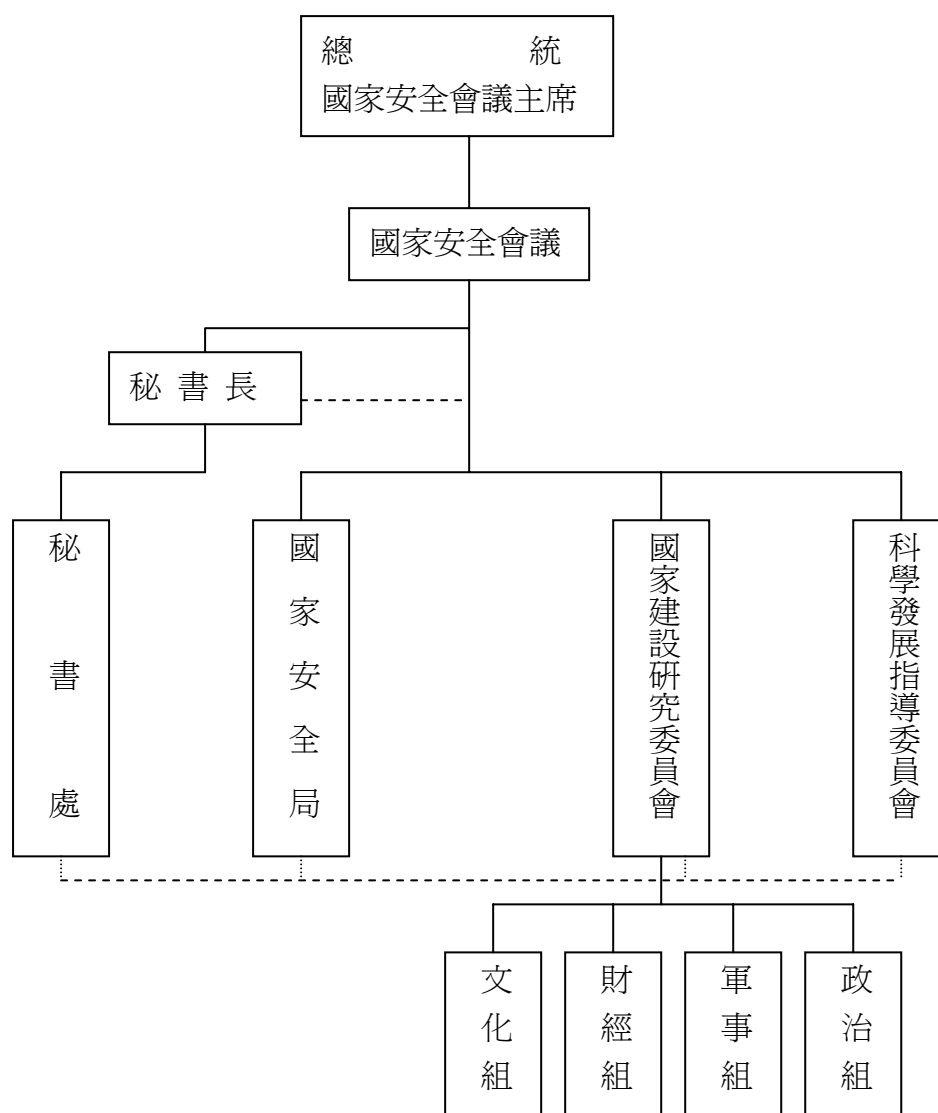 總 統
國家安全會議主席
國家安全會議
秘 書 長
秘書處
國家安全局
國家建設研究委員會
科學發展指導委員會
文化組
財經組
軍事組
政治組